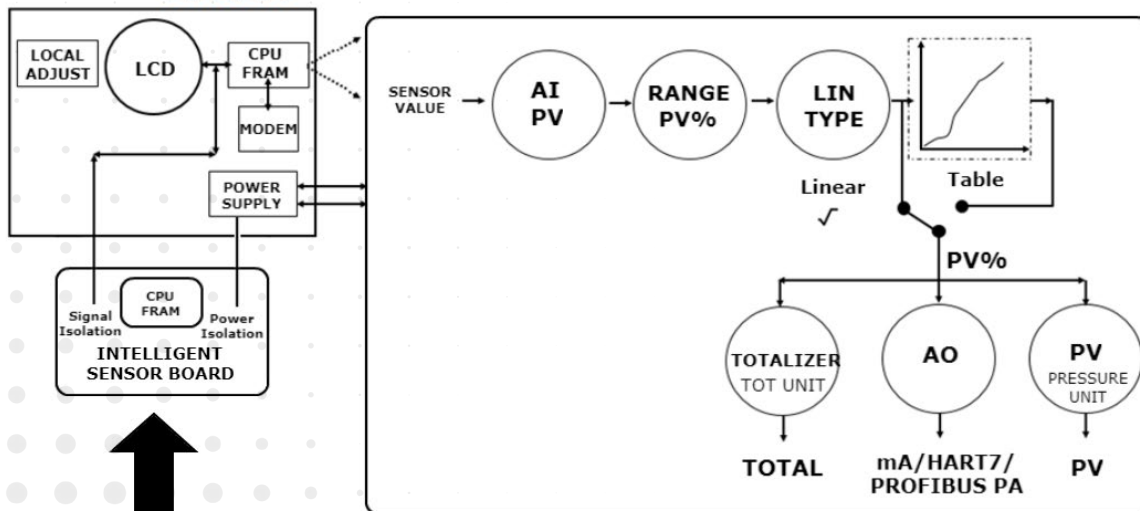 LOCAL
ADJUST
LCD
CPU
FRAM
MODEM
POWER
SUPPLY
CPU
FRAM
Signal
Isolation
Power
Isolation
INTELLIGENT
SENSOR BOARD
SENSOR
VALUE
AI
PV
RANGE
PV%
LIN
TYPE
Linear
√
Table
PV%
TOTALIZER
TOT UNIT
AO
PV
PRESSURE
UNIT
TOTAL
mA/HART7/
PROFIBUS PA
PV